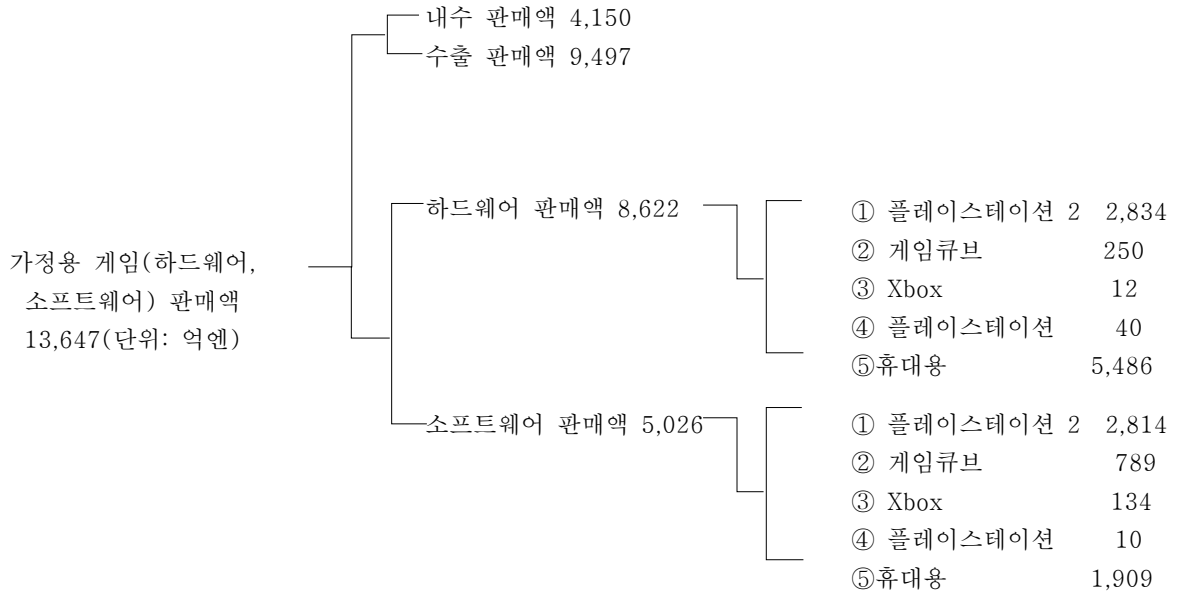 내수 판매액 4,150
수출 판매액 9,497
가정용 게임(하드웨어,
소프트웨어) 판매액
13,647(단위: 억엔)
하드웨어 판매액 8,622
① 플레이스테이션 2 2,834
② 게임큐브 250
③ Xbox 12
④ 플레이스테이션 40
⑤휴대용 5,486
소프트웨어 판매액 5,026
① 플레이스테이션 2 2,814
② 게임큐브 789
③ Xbox 134
④ 플레이스테이션 10
⑤휴대용 1,909